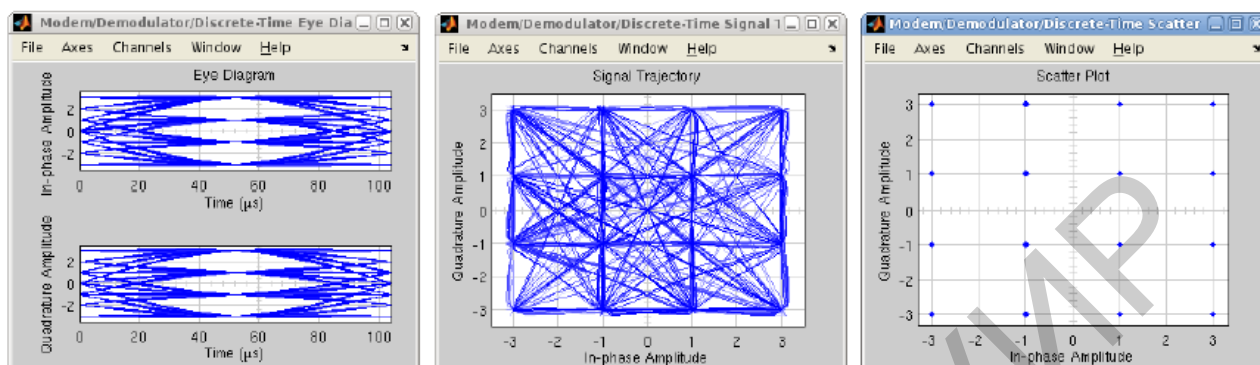 Modem/Demodulator/Discrete-Time Eye Dia
File Axes Channels Window Help
Eye Diagram
In-phase Amplitude
2
0
-2
0 20 40 60 80 100
Time (µs)
Quadrature Amplitude
2
0
-2
0 20 40 60 80 100
Time (µs)
Modem/Demodulator/Discrete-Time Signal T
File Axes Channels Window Help
Signal Trajectory
Quadrature Amplitude
3
2
1
0
-1
-2
-3
-3 -2 -1 0 1 2 3
In-phase Amplitude
Modem/Demodulator/Discrete-Time Scatter
File Axes Channels Window Help
Scatter Plot
Quadrature Amplitude
3
2
1
0
-1
-2
-3
-3 -2 -1 0 1 2 3
In-phase Amplitude